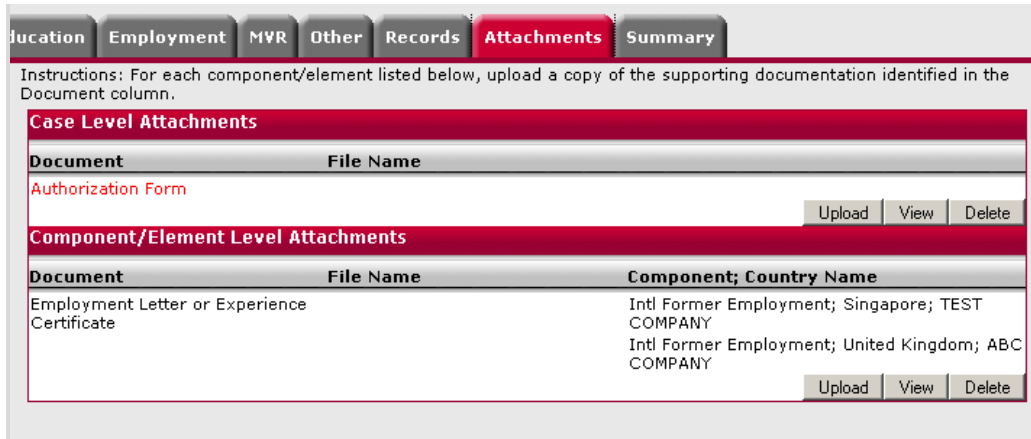 ducation Employment MVR Other Records Attachments Summary
Instructions: For each component/element listed below, upload a copy of the supporting documentation identified in the
Document column.
Case Level Attachments
Document File Name
Authorization Form
Upload View Delete
Component/Element Level Attachments
Document File Name Component; Country Name
Employment Letter or Experience Intl Former Employment; Singapore; TEST
Certificate COMPANY
Intl Former Employment; United Kingdom; ABC
COMPANY
Upload View Delete